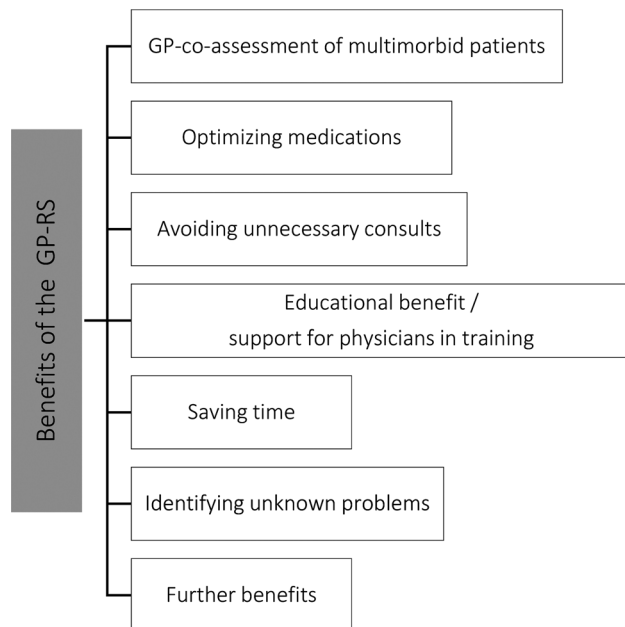 Benefits of the GP-RS
GP-co-assessment of multimorbid patients
Optimizing medications
Avoiding unnecessary consults
Educational benefit /
support for physicians in training
Saving time
Identifying unknown problems
Further benefits